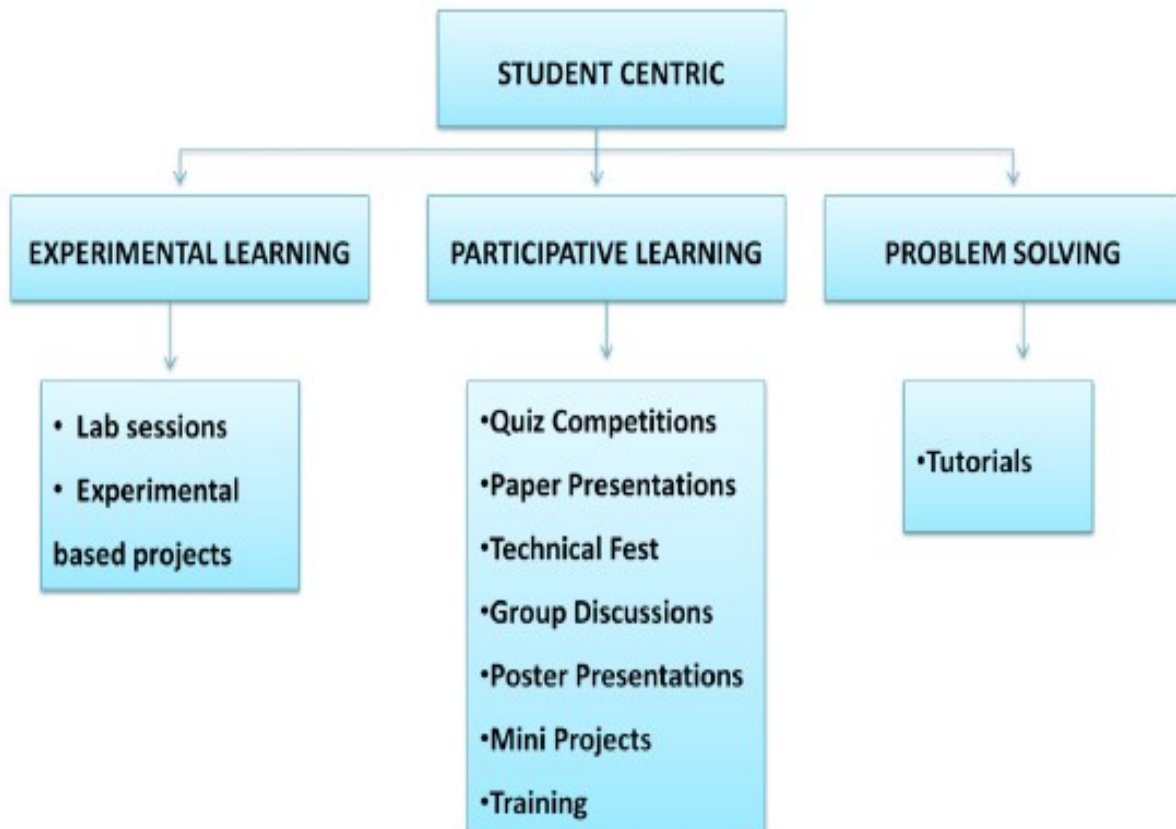 STUDENT CENTRIC
EXPERIMENTAL LEARNING
PARTICIPATIVE LEARNING
PROBLEM SOLVING
• Lab sessions
• Experimental
based projects
•Quiz Competitions
•Paper Presentations
•Technical Fest
•Group Discussions
•Poster Presentations
•Mini Projects
•Training
•Tutorials